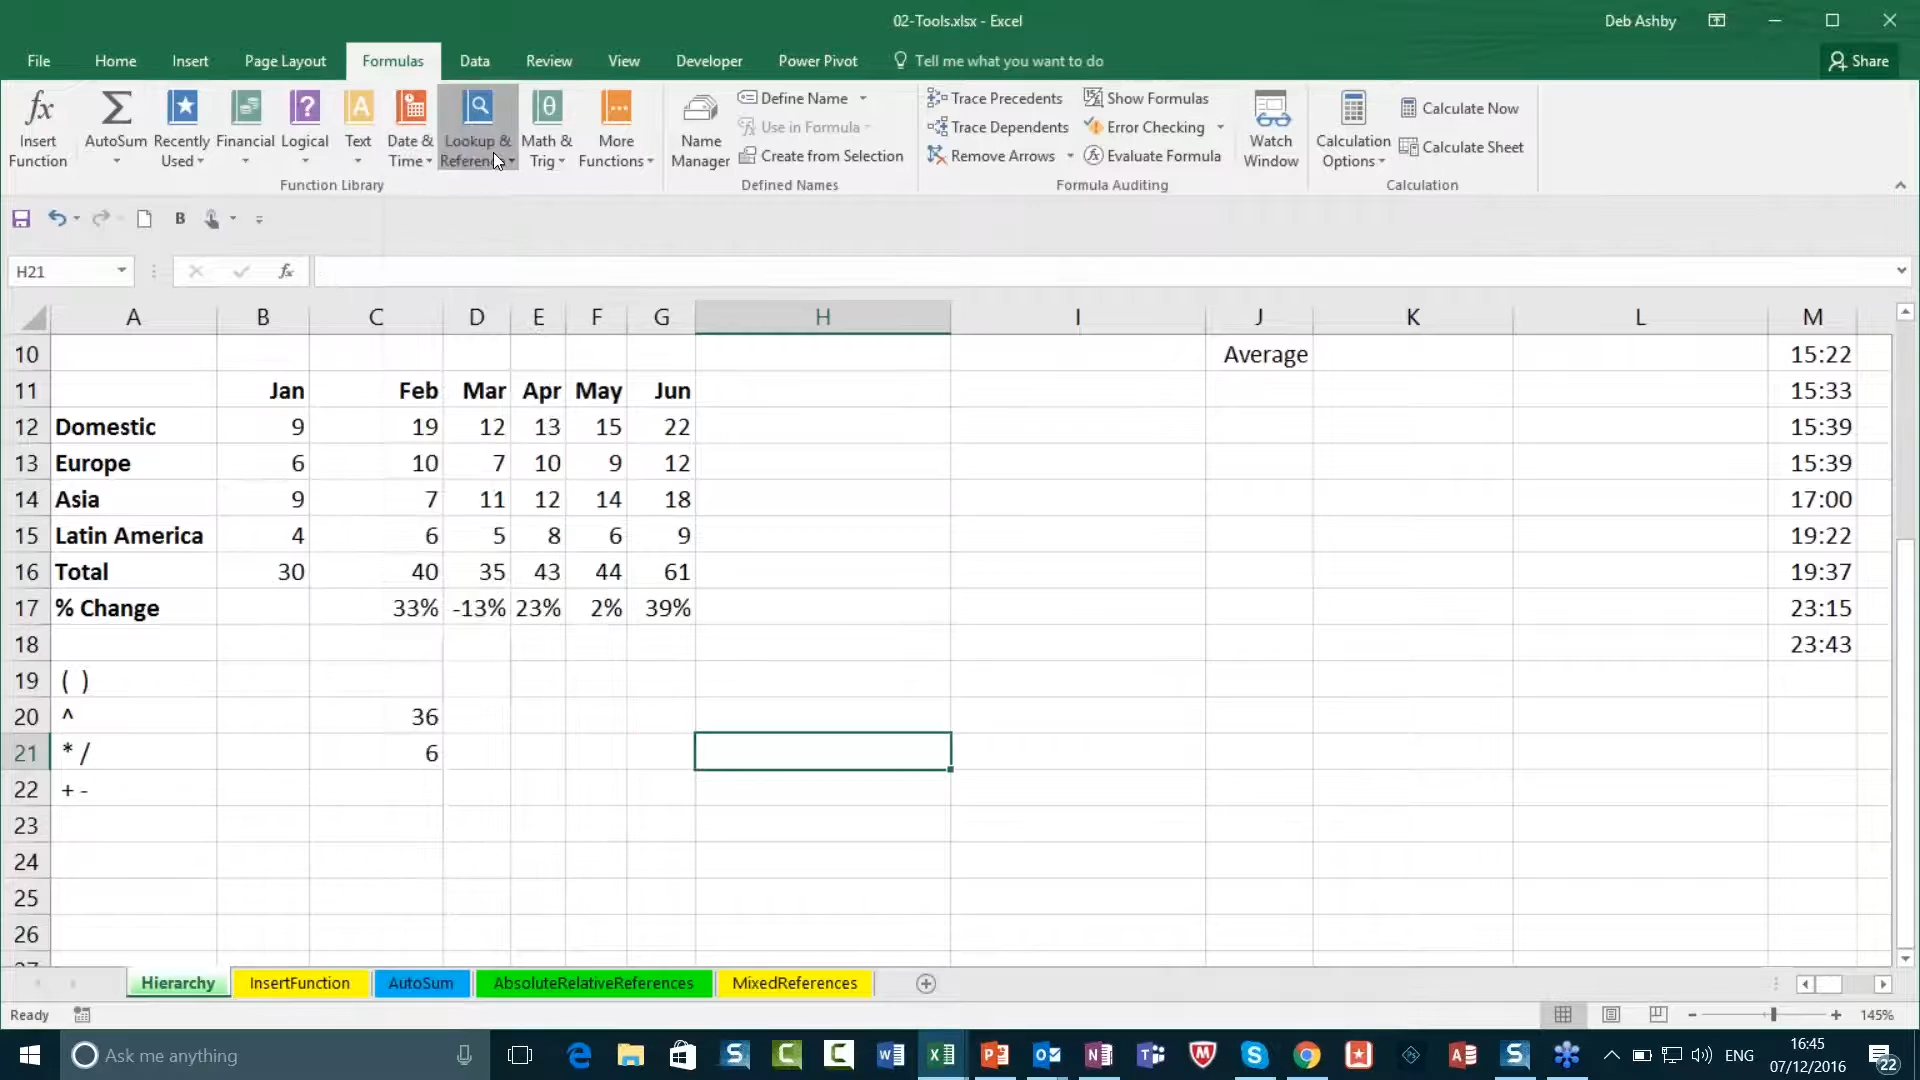 02-Tools.xlsx - Excel
Deb Ashby
File Home Insert Page Layout Formulas Data Review View Developer Power Pivot Tell me what you want to do Share
Insert Function
AutoSum
Recently Used
Financial
Logical
Text
Date & Time
Lookup & Reference
Math & Trig
More Functions
Function Library
Name Manager
Define Name
Use in Formula
Create from Selection
Defined Names
Trace Precedents
Trace Dependents
Remove Arrows
Show Formulas
Error Checking
Evaluate Formula
Formula Auditing
Watch Window
Calculation Options
Calculate Now
Calculate Sheet
Calculation
B
H21 fx
A B C D E F G H I J K L M
10 Average 15:22
11 Jan Feb Mar Apr May Jun 15:33
12 Domestic 9 19 12 13 15 22 15:39
13 Europe 6 10 7 10 9 12 15:39
14 Asia 9 7 11 12 14 18 17:00
15 Latin America 4 6 5 8 6 9 19:22
16 Total 30 40 35 43 44 61 19:37
17 % Change 33% -13% 23% 2% 39% 23:15
18 23:43
19 ( )
20 ^ 36
21 * / 6
22 + -
23
24
25
26
Hierarchy InsertFunction AutoSum AbsoluteRelativeReferences MixedReferences
Ready 145%
Ask me anything ENG 16:45
07/12/2016 22